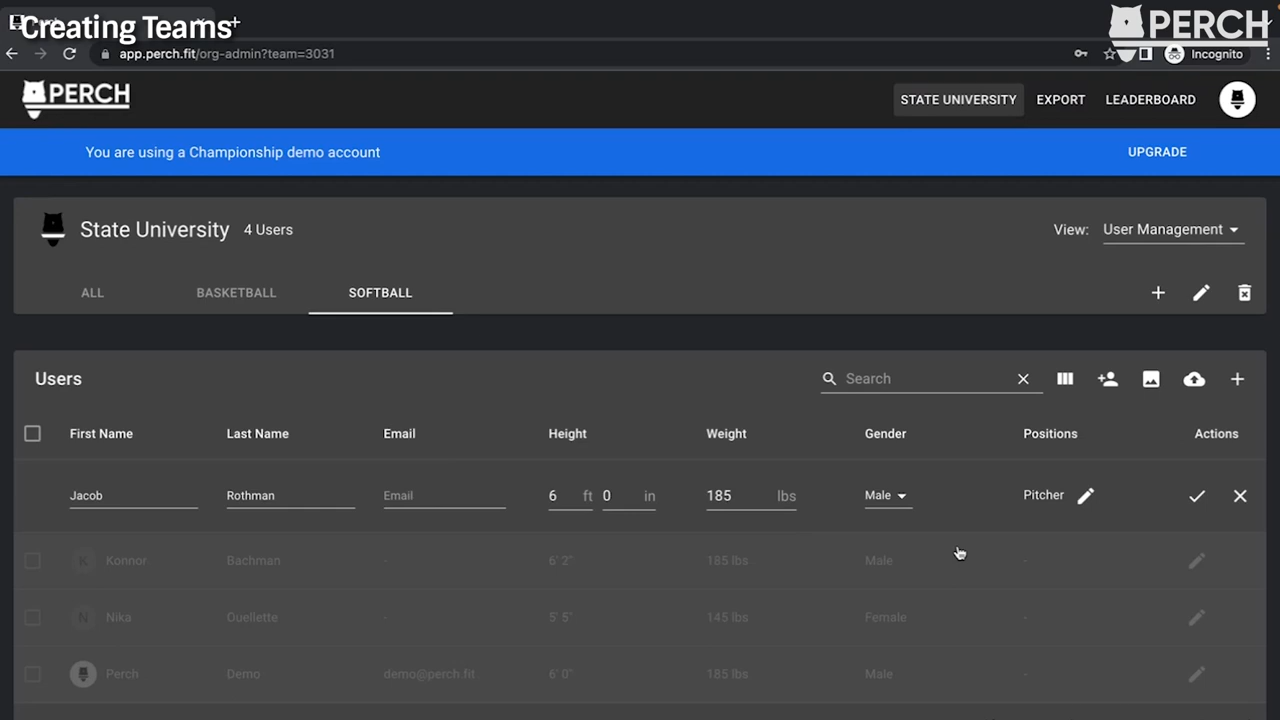 Creating Teams
PERCH
app.perch.fit/org-admin?team=3031
Incognito
PERCH
STATE UNIVERSITY
EXPORT
LEADERBOARD
You are using a Championship demo account
UPGRADE
State University
4 Users
View:
User Management
ALL
BASKETBALL
SOFTBALL
Users
Search
First Name
Last Name
Email
Height
Weight
Gender
Positions
Actions
Jacob
Rothman
Email
6 ft 0 in
185 lbs
Male
Pitcher
K
Konnor
Bachman
-
6' 2"
185 lbs
Male
-
N
Nika
Ouellette
-
5' 5"
145 lbs
Female
-
Perch
Demo
demo@perch.fit
6' 0"
185 lbs
Male
-